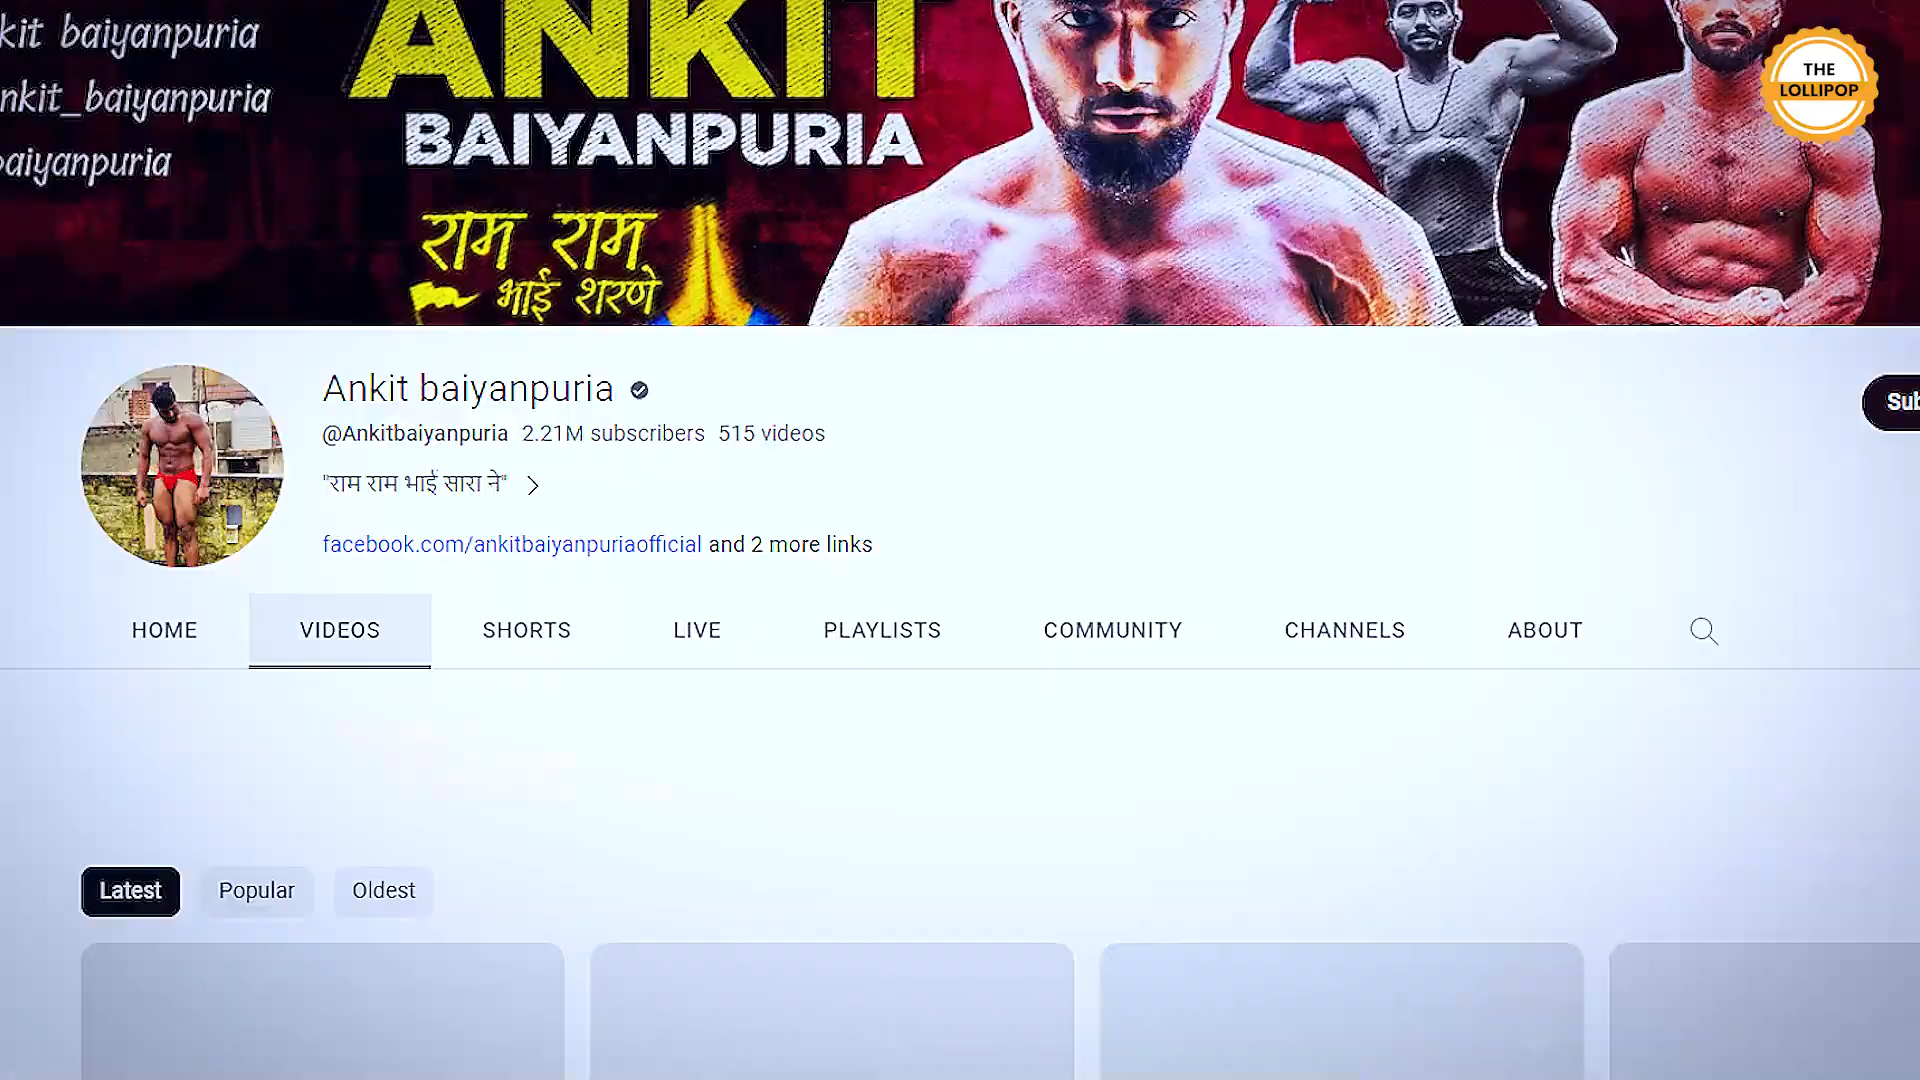 kit baiyanpuria
nkit_baiyanpuria
baiyanpuria
ANKIT
BAIYANPURIA
राम राम
भाई शरणे
THE
LOLLIPOP
Ankit baiyanpuria
@Ankitbaiyanpuria 2.21M subscribers 515 videos
"राम राम भाई सारा ने"
facebook.com/ankitbaiyanpuriaofficial and 2 more links
Sub
HOME VIDEOS SHORTS LIVE PLAYLISTS COMMUNITY CHANNELS ABOUT
Latest Popular Oldest